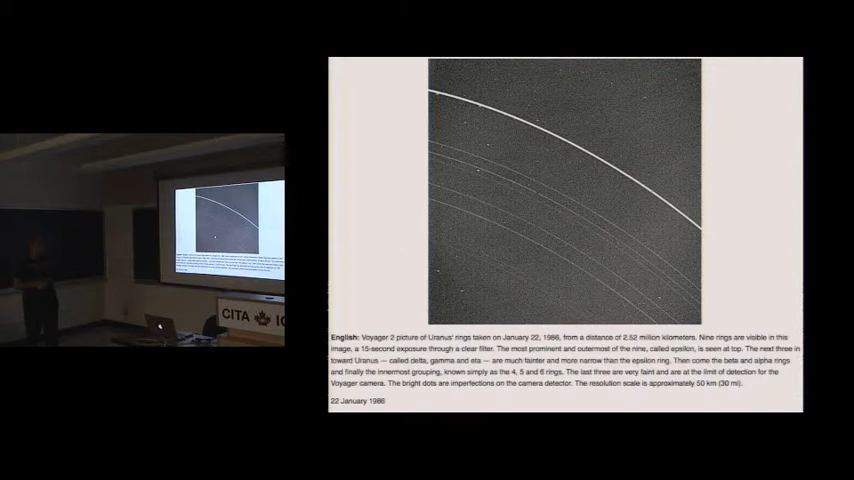 English: Voyager 2 picture of Uranus' rings taken on January 22, 1986, from a distance of 2.52 million kilometers. Nine rings are visible in this
image, a 15-second exposure through a clear filter. The most prominent and outermost of the nine, called epsilon, is seen at top. The next three in
toward Uranus — called delta, gamma and eta — are much fainter and more narrow than the epsilon ring. Then come the beta and alpha rings
and finally the innermost grouping, known simply as the 4, 5 and 6 rings. The last three are very faint and are at the limit of detection for the
Voyager camera. The bright dots are imperfections on the camera detector. The resolution scale is approximately 50 km (30 mi).
22 January 1986
CITA